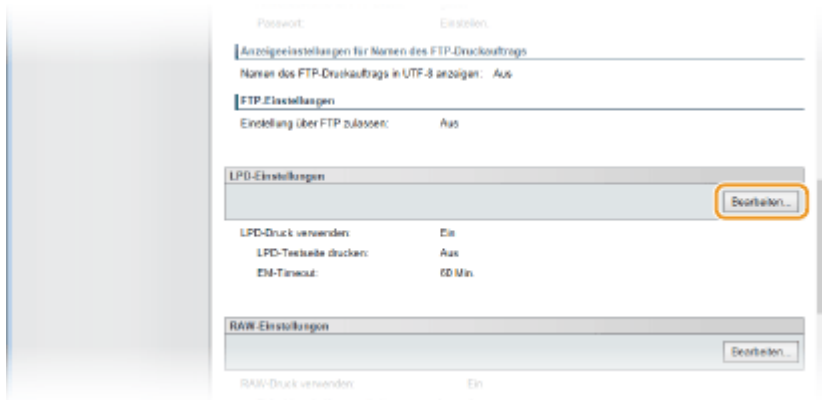 Passwort: Einstellen
Anzeigeeinstellungen für Namen des FTP-Druckauftrags
Namen des FTP-Druckauftrags in UTF-8 anzeigen: Aus
FTP-Einstellungen
Einstellung über FTP zulassen: Aus
LPD-Einstellungen
Bearbeiten...
LPD-Druck verwenden: Ein
LPD-Testseite drucken: Aus
EM-Timeout: 60 Min.
RAW-Einstellungen
Bearbeiten...
RAW-Druck verwenden: Ein